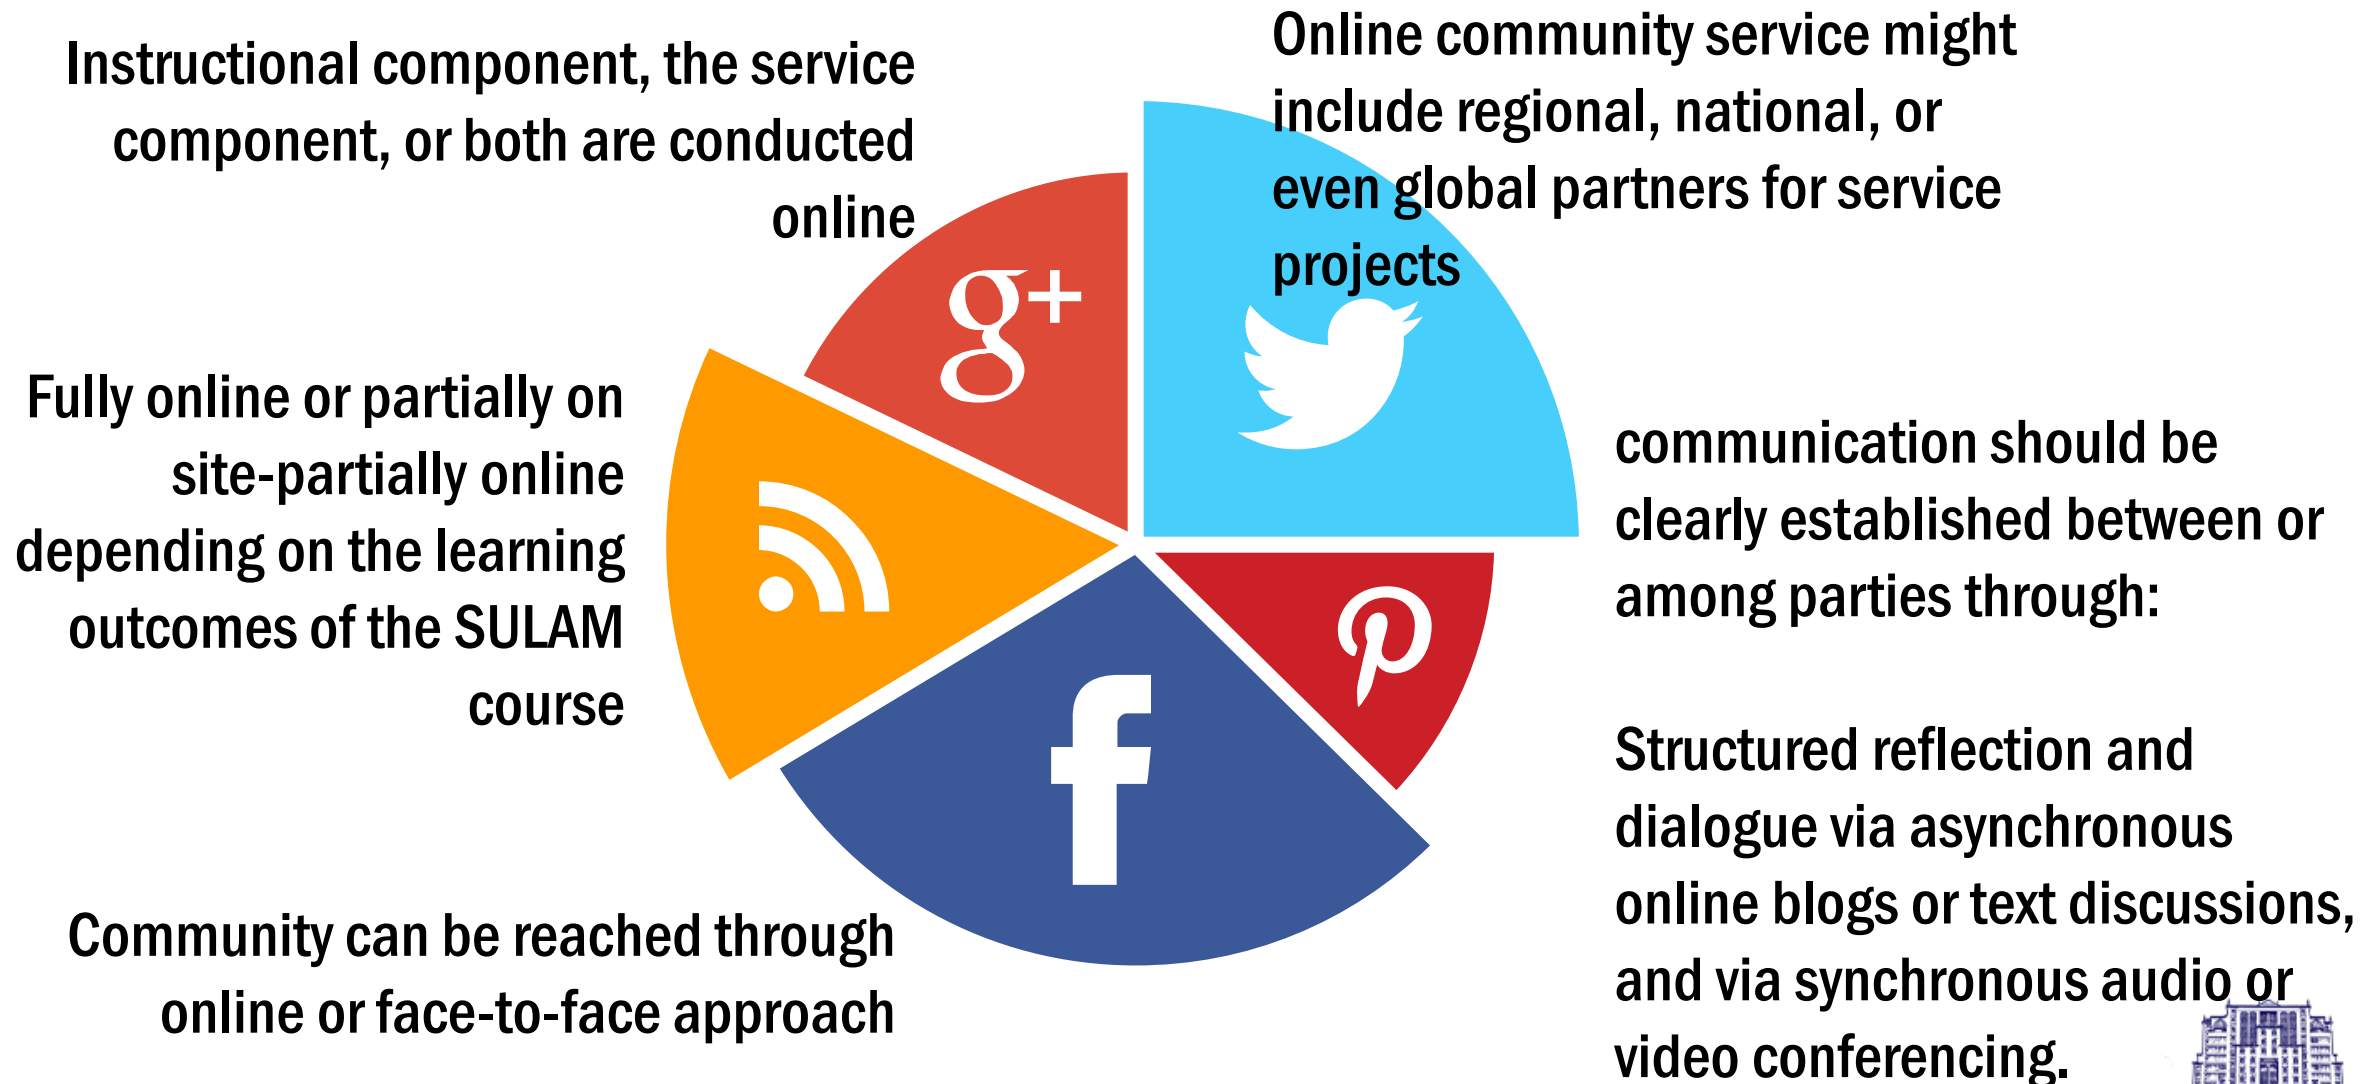 Instructional component, the service
component, or both are conducted
online
Online community service might
include regional, national, or
even global partners for service
projects
Fully online or partially on
site-partially online
depending on the learning
outcomes of the SULAM
course
communication should be
clearly established between or
among parties through:
Structured reflection and
dialogue via asynchronous
online blogs or text discussions,
and via synchronous audio or
video conferencing.
Community can be reached through
online or face-to-face approach
g+
f